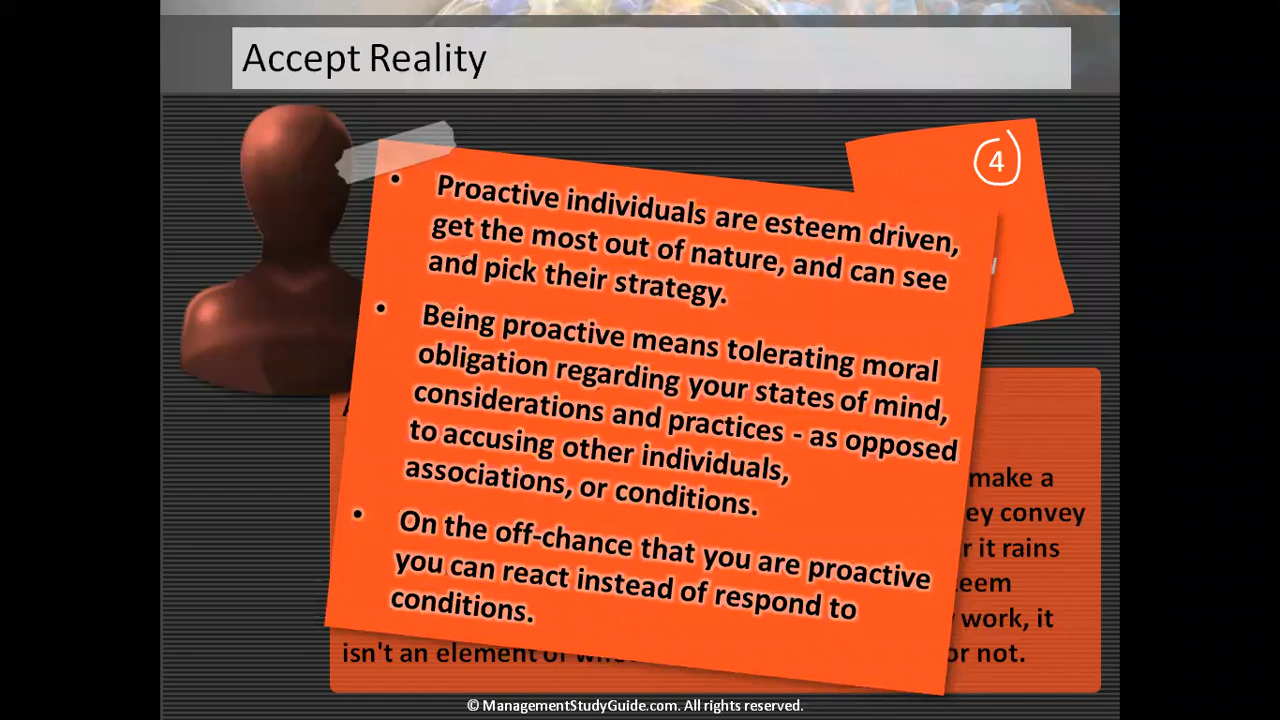 Accept Reality
4
• Proactive individuals are esteem driven,
get the most out of nature, and can see
and pick their strategy.
• Being proactive means tolerating moral
obligation regarding your states of mind,
considerations and practices - as opposed
to accusing other individuals,
associations, or conditions.
• On the off-chance that you are proactive
you can react instead of respond to
conditions.
make a
convey
it rains
work, it
isn't an element of
or not.
© ManagementStudyGuide.com. All rights reserved.